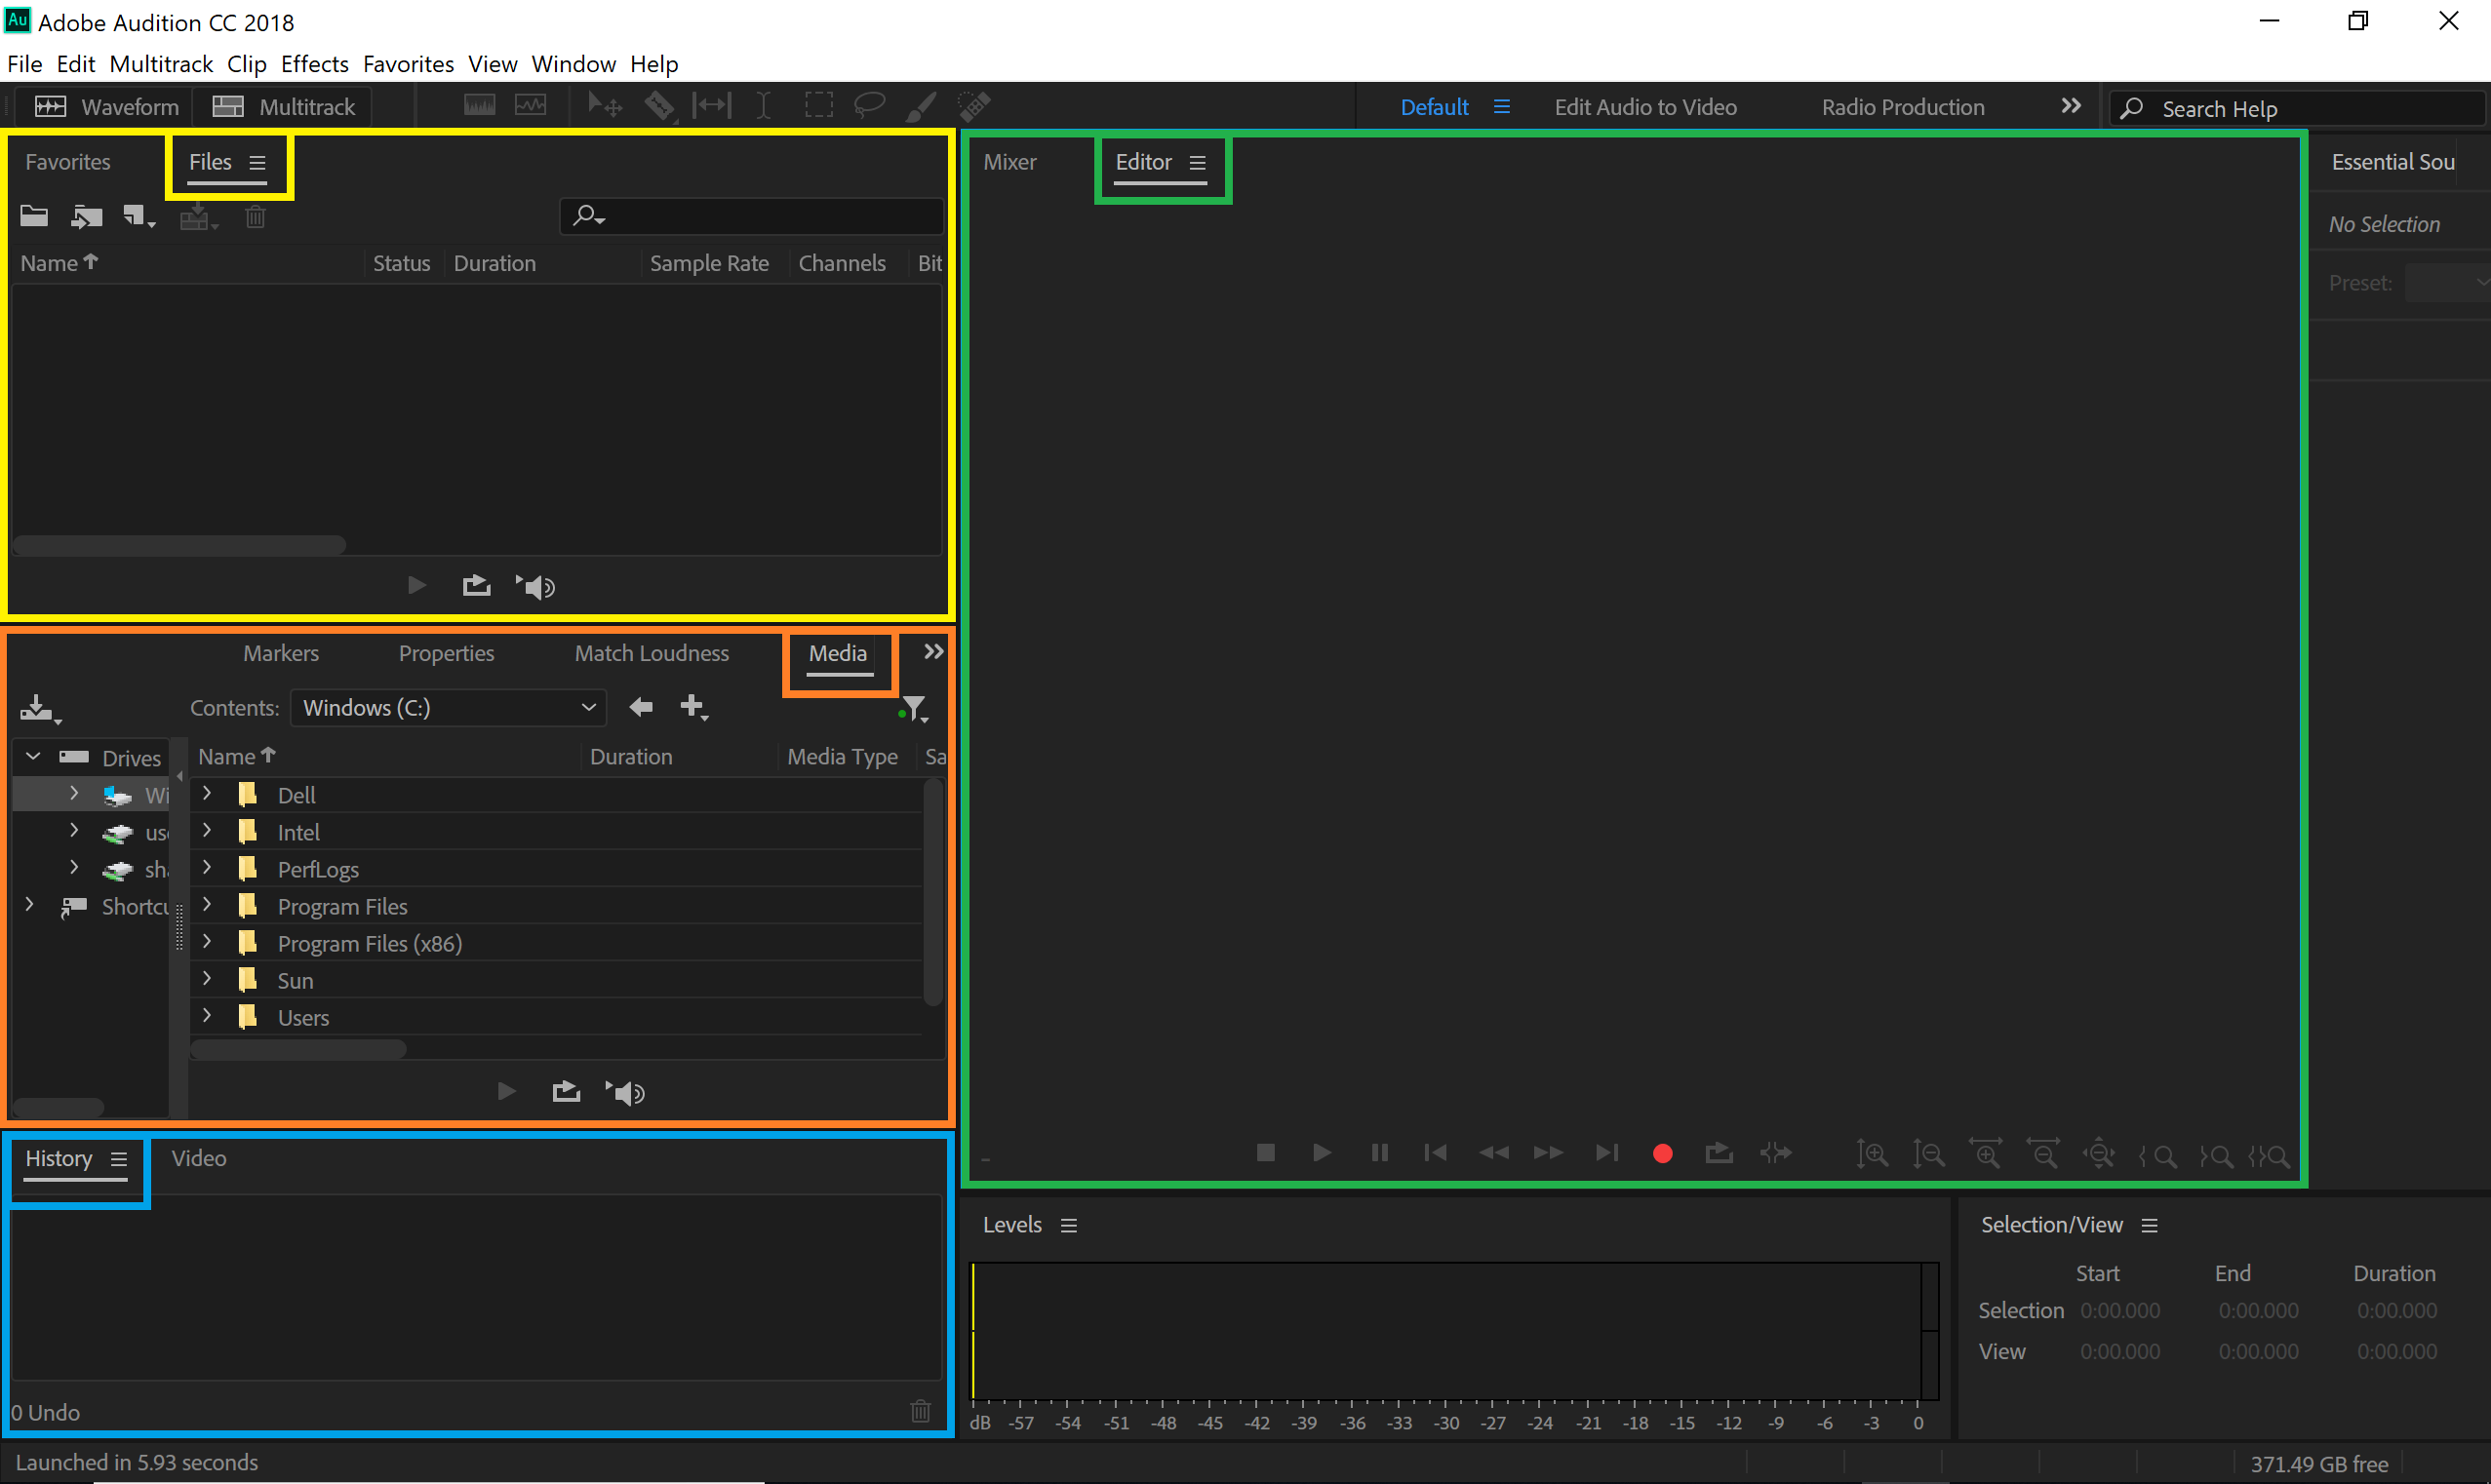 Au Adobe Audition CC 2018
File Edit Multitrack Clip Effects Favorites View Window Help
Waveform Multitrack Default Edit Audio to Video Radio Production Search Help
Favorites Files
Name Status Duration Sample Rate Channels Bit
Markers Properties Match Loudness Media
Contents: Windows (C:)
Drives
Wi
use
sha
Shortcu
Name Duration Media Type Sa
Dell
Intel
PerfLogs
Program Files
Program Files (x86)
Sun
Users
History Video
0 Undo
Mixer Editor
Essential Sou
No Selection
Preset:
Levels
dB -57 -54 -51 -48 -45 -42 -39 -36 -33 -30 -27 -24 -21 -18 -15 -12 -9 -6 -3 0
Selection/View
Start End Duration
Selection 0:00.000 0:00.000 0:00.000
View 0:00.000 0:00.000 0:00.000
Launched in 5.93 seconds 371.49 GB free